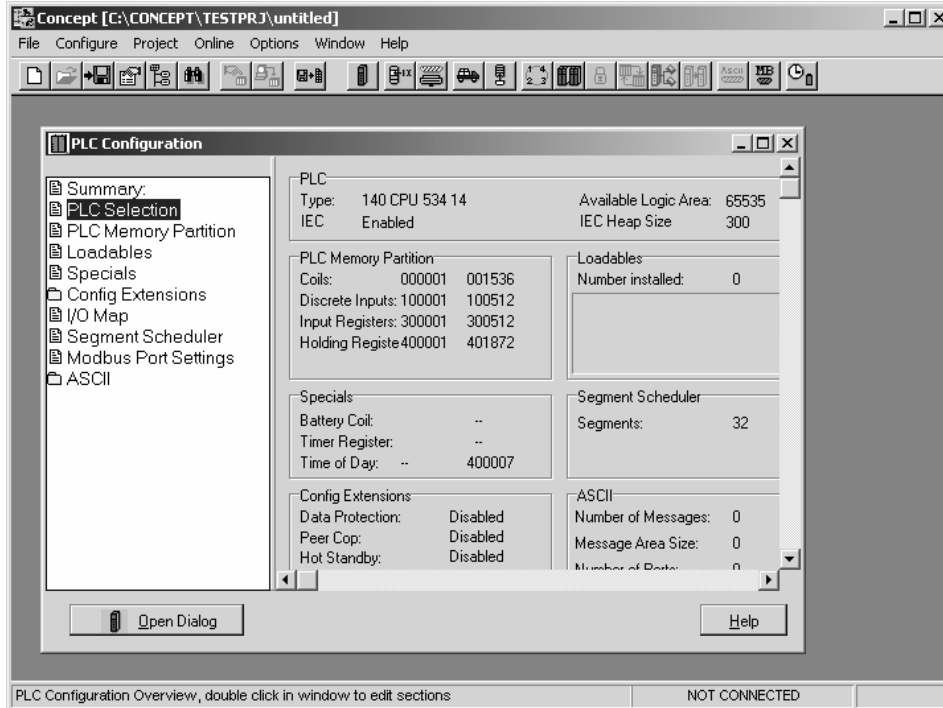 Concept [C:\CONCEPT\TESTPRJ\untitled]
File Configure Project Online Options Window Help
PLC Configuration
Summary:
PLC Selection
PLC Memory Partition
Loadables
Specials
Config Extensions
I/O Map
Segment Scheduler
Modbus Port Settings
ASCII
PLC
Type: 140 CPU 534 14 Available Logic Area: 65535
IEC Enabled IEC Heap Size 300
PLC Memory Partition
Coils: 000001 001536
Discrete Inputs: 100001 100512
Input Registers: 300001 300512
Holding Registe 400001 401872
Loadables
Number installed: 0
Specials
Battery Coil: --
Timer Register: --
Time of Day: -- 400007
Segment Scheduler
Segments: 32
Config Extensions
Data Protection: Disabled
Peer Cop: Disabled
Hot Standby: Disabled
ASCII
Number of Messages: 0
Message Area Size: 0
Number of Ports: 0
Open Dialog Help
PLC Configuration Overview, double click in window to edit sections NOT CONNECTED